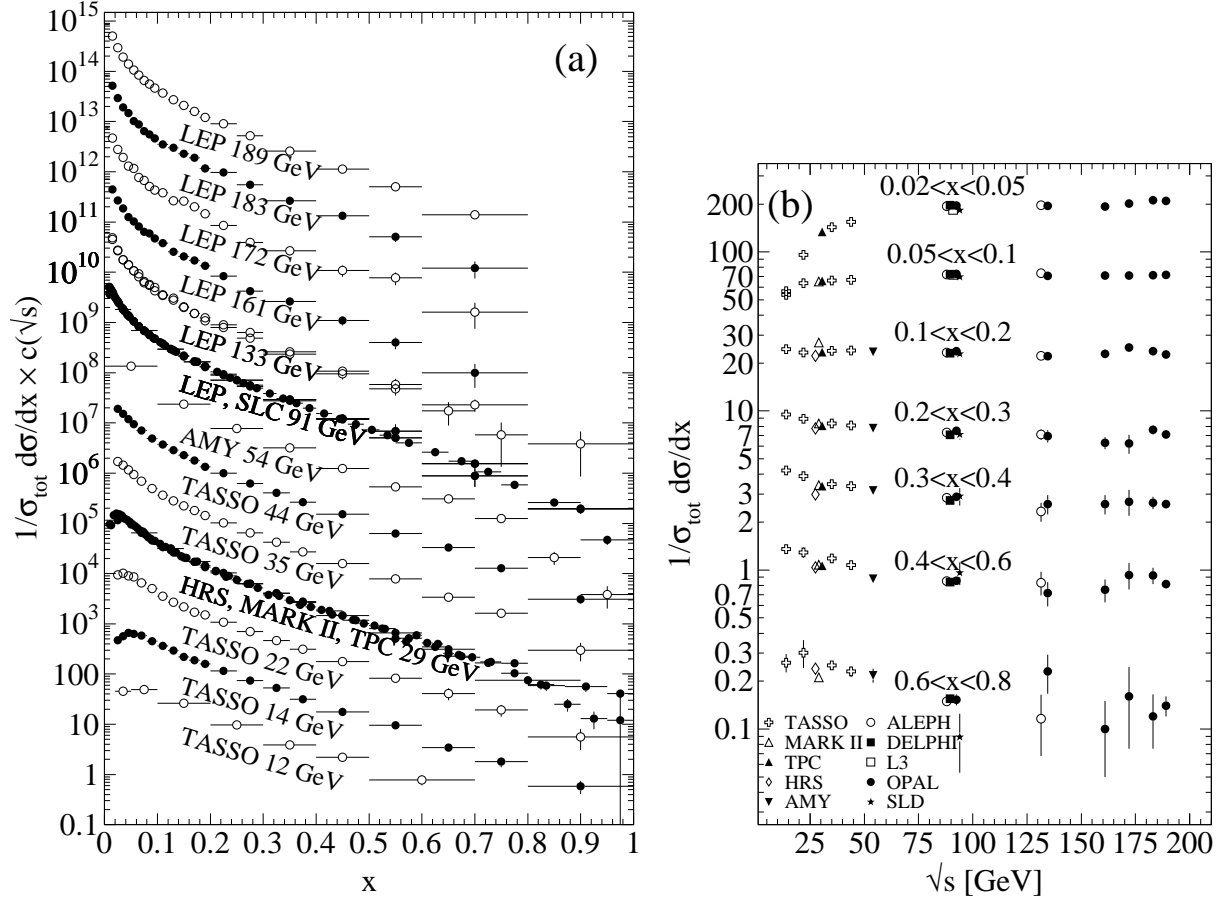 (a)
1/σtot dσ/dx × c(√s)
10^15
10^14
10^13
10^12
10^11
10^10
10^9
10^8
10^7
10^6
10^5
10^4
10^3
100
10
1
0.1
LEP 189 GeV
LEP 183 GeV
LEP 172 GeV
LEP 161 GeV
LEP 133 GeV
LEP, SLC 91 GeV
AMY 54 GeV
TASSO 44 GeV
TASSO 35 GeV
HRS, MARK II, TPC 29 GeV
TASSO 22 GeV
TASSO 14 GeV
TASSO 12 GeV
0 0.1 0.2 0.3 0.4 0.5 0.6 0.7 0.8 0.9 1
x
(b)
1/σtot dσ/dx
200
100
70
50
30
20
10
7
5
3
2
1
0.7
0.5
0.3
0.2
0.1
0.02<x<0.05
0.05<x<0.1
0.1<x<0.2
0.2<x<0.3
0.3<x<0.4
0.4<x<0.6
0.6<x<0.8
TASSO
MARK II
TPC
HRS
AMY
ALEPH
DELPHI
L3
OPAL
SLD
25 50 75 100 125 150 175 200
√s [GeV]